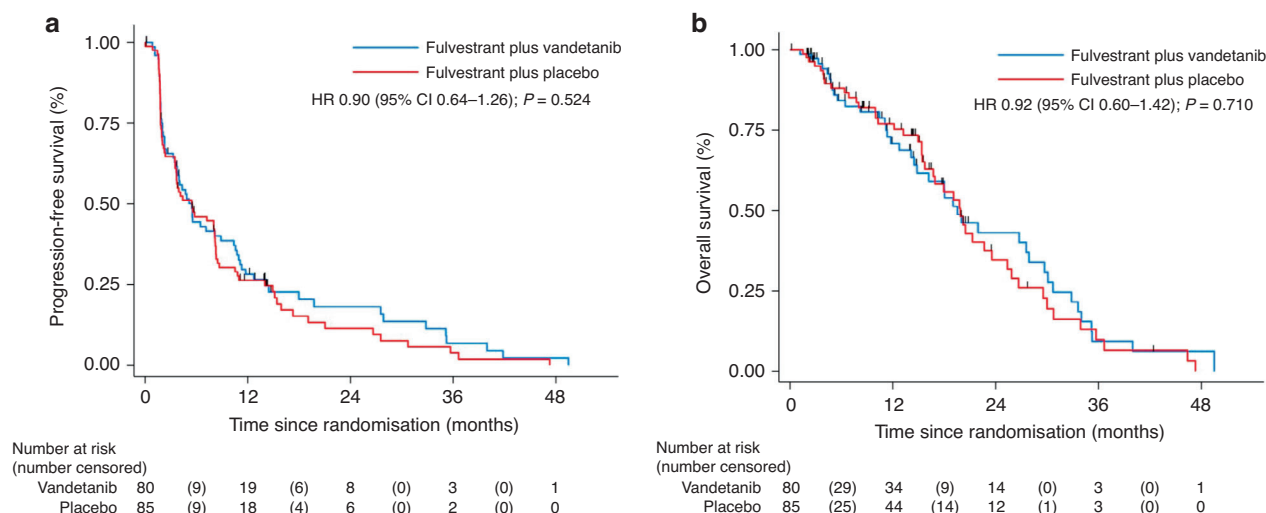 a
1.00
0.75
0.50
0.25
0.00
Progression-free survival (%)
Fulvestrant plus vandetanib
Fulvestrant plus placebo
HR 0.90 (95% CI 0.64–1.26); P = 0.524
0 12 24 36 48
Time since randomisation (months)
Number at risk
(number censored)
Vandetanib 80 (9) 19 (6) 8 (0) 3 (0) 1
Placebo 85 (9) 18 (4) 6 (0) 2 (0) 0
b
1.00
0.75
0.50
0.25
0.00
Overall survival (%)
Fulvestrant plus vandetanib
Fulvestrant plus placebo
HR 0.92 (95% CI 0.60–1.42); P = 0.710
0 12 24 36 48
Time since randomisation (months)
Number at risk
(number censored)
Vandetanib 80 (29) 34 (9) 14 (0) 3 (0) 1
Placebo 85 (25) 44 (14) 12 (1) 3 (0) 0